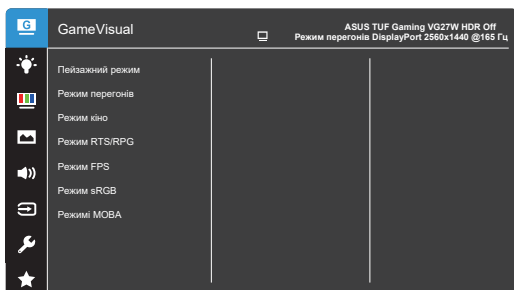 G
GameVisual
ASUS TUF Gaming VG27W HDR Off
Режим перегонів DisplayPort 2560x1440 @165 Гц
Пейзажний режим
Режим перегонів
Режим кіно
Режим RTS/RPG
Режим FPS
Режим sRGB
Режимі MOBA